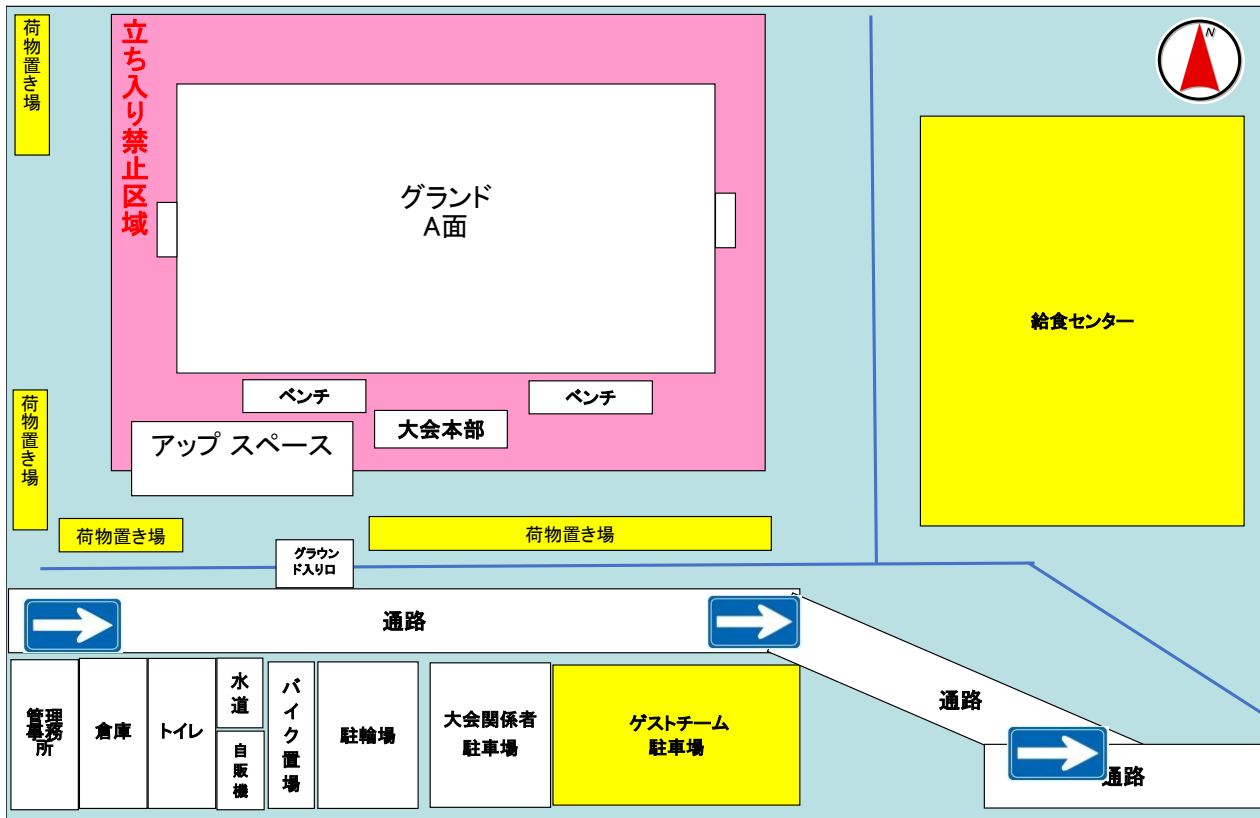 荷物置き場
立ち入り禁止区域
N
グランド
A面
給食センター
ベンチ
ベンチ
大会本部
アップ スペース
荷物置き場
荷物置き場
荷物置き場
グラウン
ド入り口
通路
通路
通路
管理
事務
所
倉庫
トイレ
水道
自販機
バイク置場
駐輪場
大会関係者
駐車場
ゲストチーム
駐車場